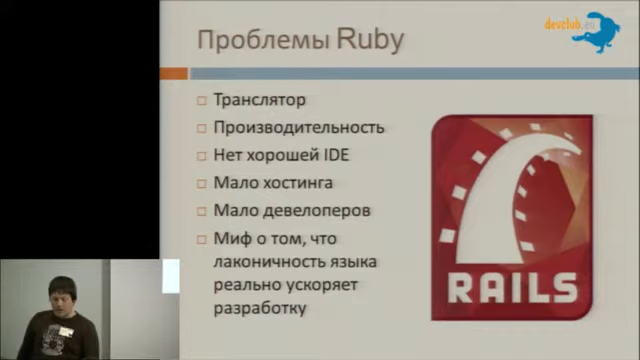 devclub.eu
Проблемы Ruby
Транслятор
Производительность
Нет хорошей IDE
Мало хостинга
Мало девелоперов
Миф о том, что
лаконичность языка
реально ускоряет
разработку
RAILS